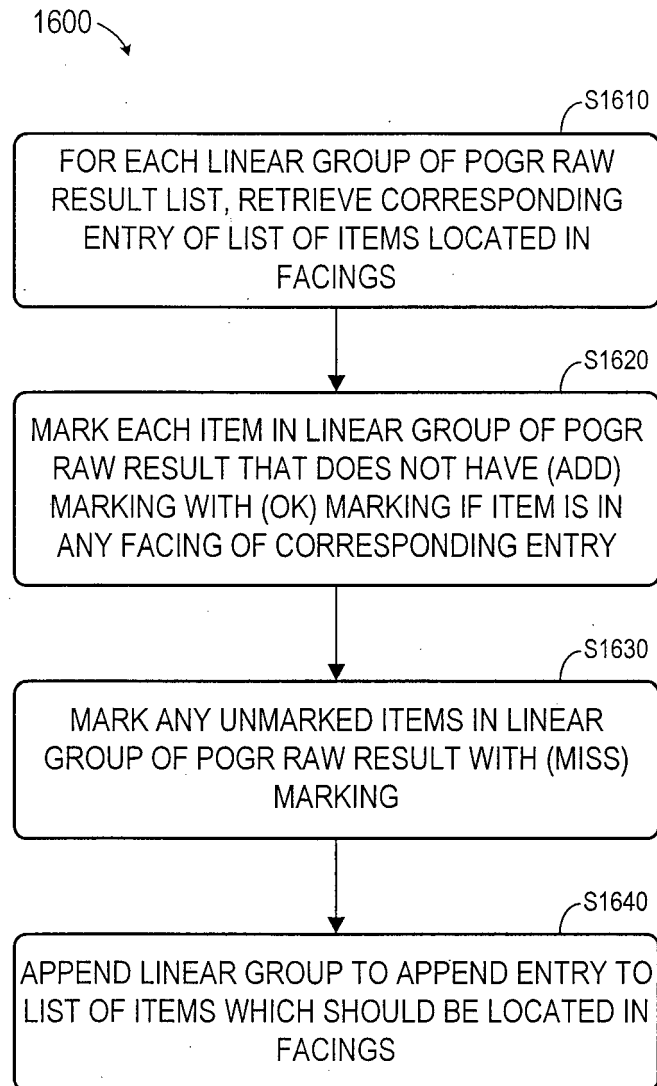 1600
S1610
FOR EACH LINEAR GROUP OF POGR RAW
RESULT LIST, RETRIEVE CORRESPONDING
ENTRY OF LIST OF ITEMS LOCATED IN
FACINGS
S1620
MARK EACH ITEM IN LINEAR GROUP OF POGR
RAW RESULT THAT DOES NOT HAVE (ADD)
MARKING WITH (OK) MARKING IF ITEM IS IN
ANY FACING OF CORRESPONDING ENTRY
S1630
MARK ANY UNMARKED ITEMS IN LINEAR
GROUP OF POGR RAW RESULT WITH (MISS)
MARKING
S1640
APPEND LINEAR GROUP TO APPEND ENTRY TO
LIST OF ITEMS WHICH SHOULD BE LOCATED IN
FACINGS